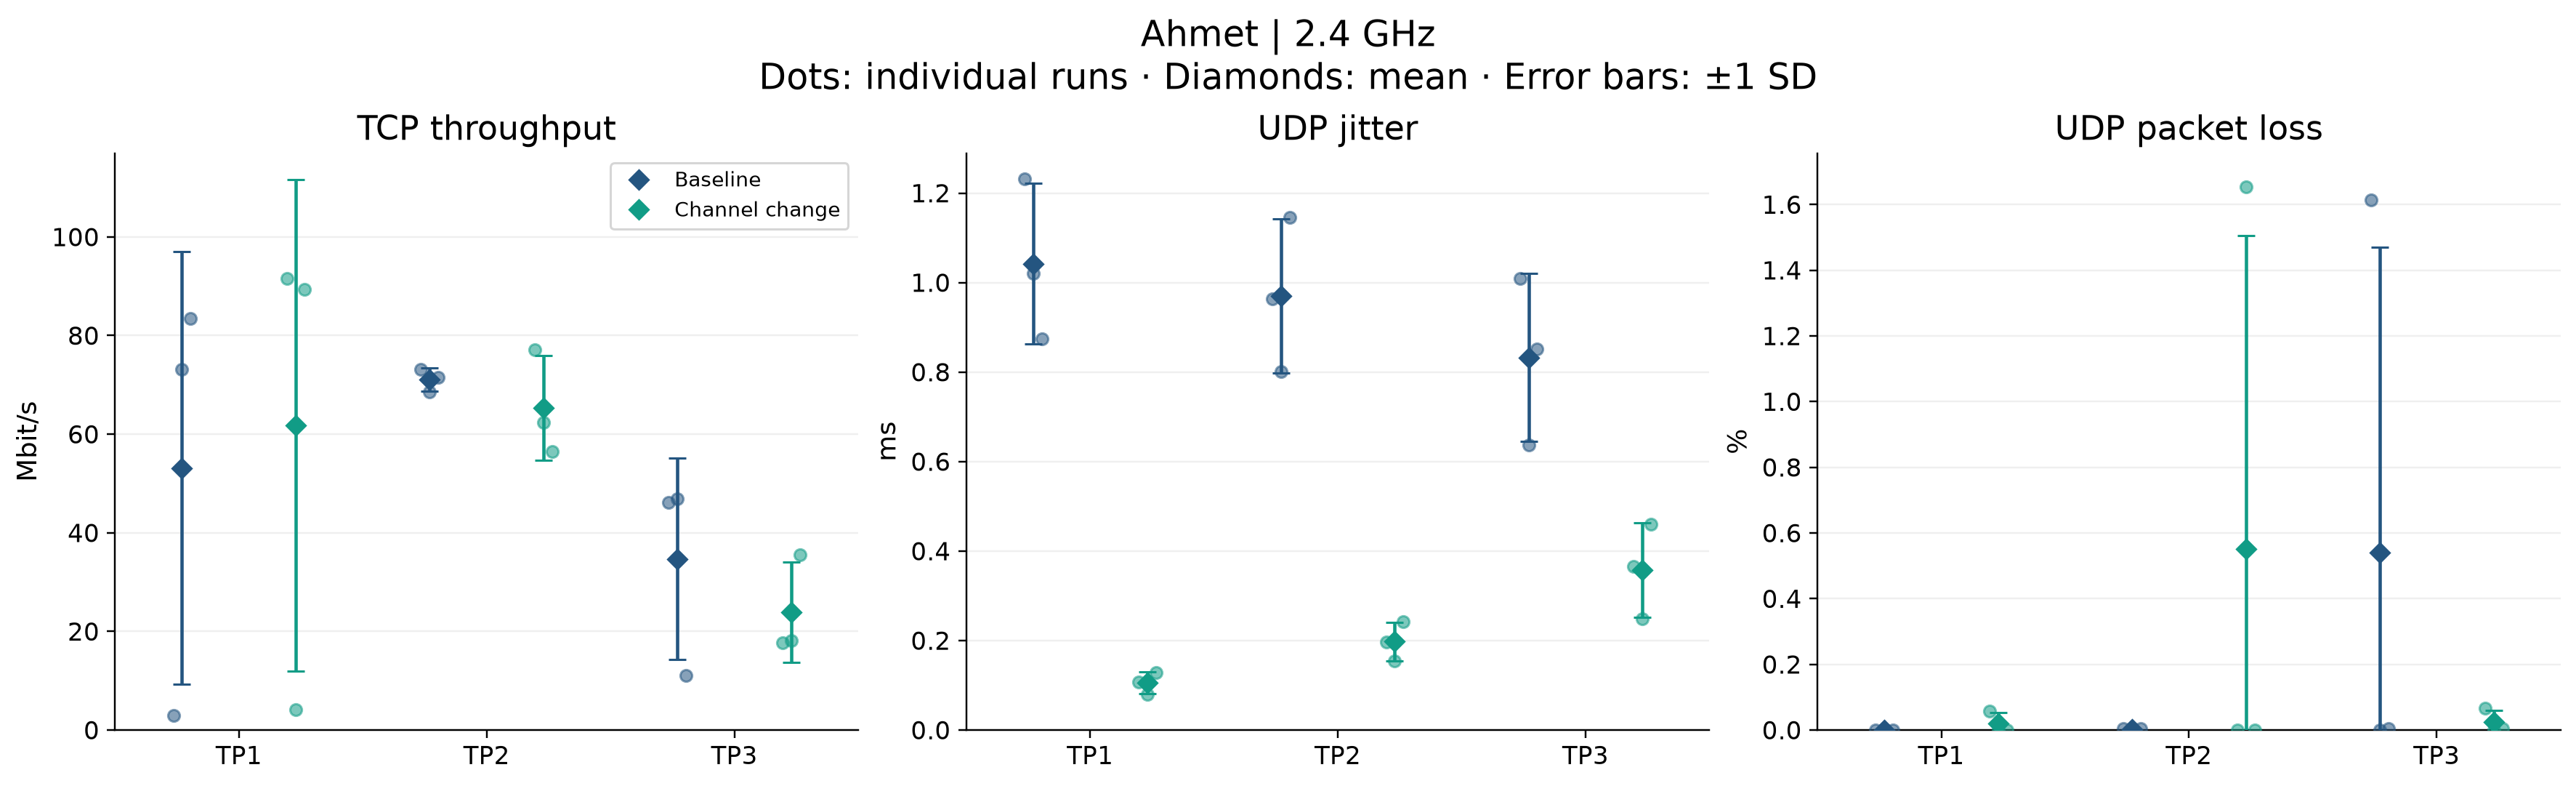 Ahmet | 2.4 GHz
Dots: individual runs · Diamonds: mean · Error bars: ±1 SD
TCP throughput
Mbit/s
100
80
60
40
20
0
TP1
TP2
TP3
Baseline
Channel change
UDP jitter
ms
1.2
1.0
0.8
0.6
0.4
0.2
0.0
TP1
TP2
TP3
UDP packet loss
%
1.6
1.4
1.2
1.0
0.8
0.6
0.4
0.2
0.0
TP1
TP2
TP3